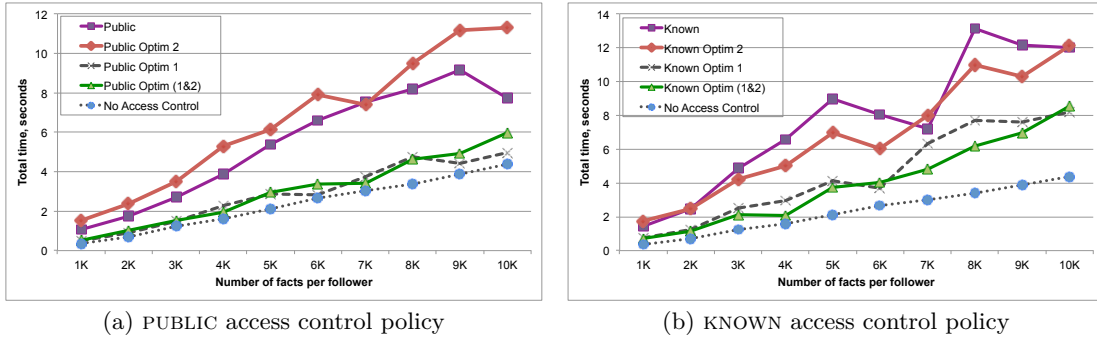 12
10
8
6
4
2
0
Total time, seconds
Public
Public Optim 2
Public Optim 1
Public Optim (1&2)
No Access Control
1K 2K 3K 4K 5K 6K 7K 8K 9K 10K
Number of facts per follower
(a) PUBLIC access control policy
14
12
10
8
6
4
2
0
Total time, seconds
Known
Known Optim 2
Known Optim 1
Known Optim (1&2)
No Access Control
1K 2K 3K 4K 5K 6K 7K 8K 9K 10K
Number of facts per follower
(b) KNOWN access control policy